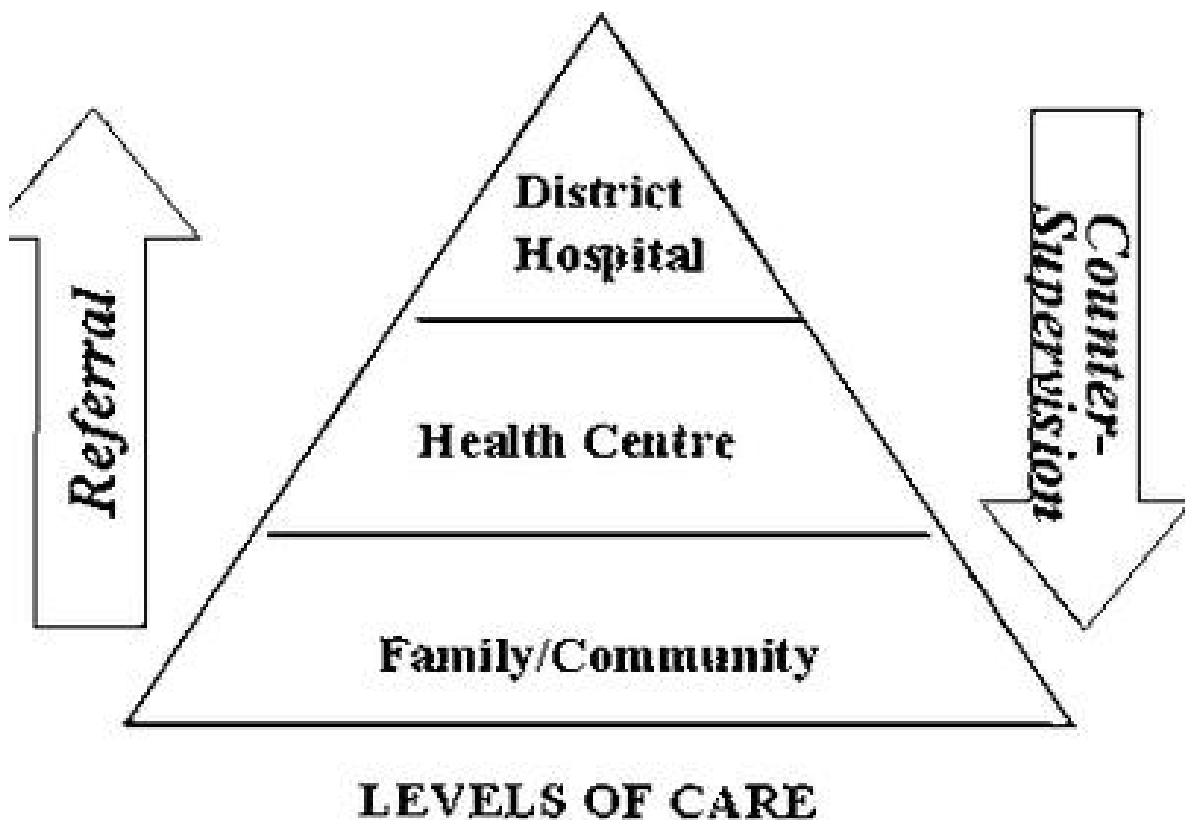 District
Hospital
Referral
Counter-
Supervision
Health Centre
Family/Community
LEVELS OF CARE